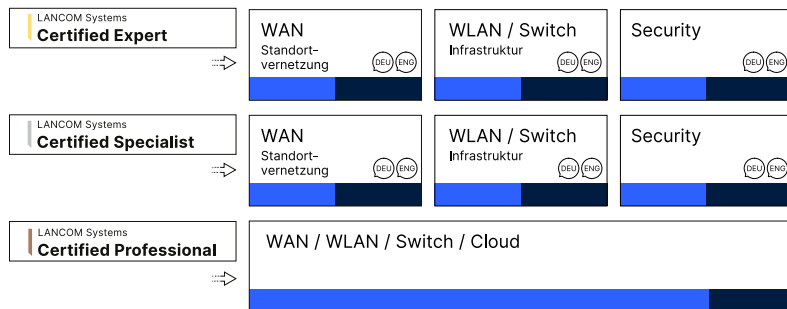 LANCOM Systems
Certified Expert
WAN
Standort-
vernetzung
DEU ENG
WLAN / Switch
Infrastruktur
DEU ENG
Security
DEU ENG
LANCOM Systems
Certified Specialist
WAN
Standort-
vernetzung
DEU ENG
WLAN / Switch
Infrastruktur
DEU ENG
Security
DEU ENG
LANCOM Systems
Certified Professional
WAN / WLAN / Switch / Cloud